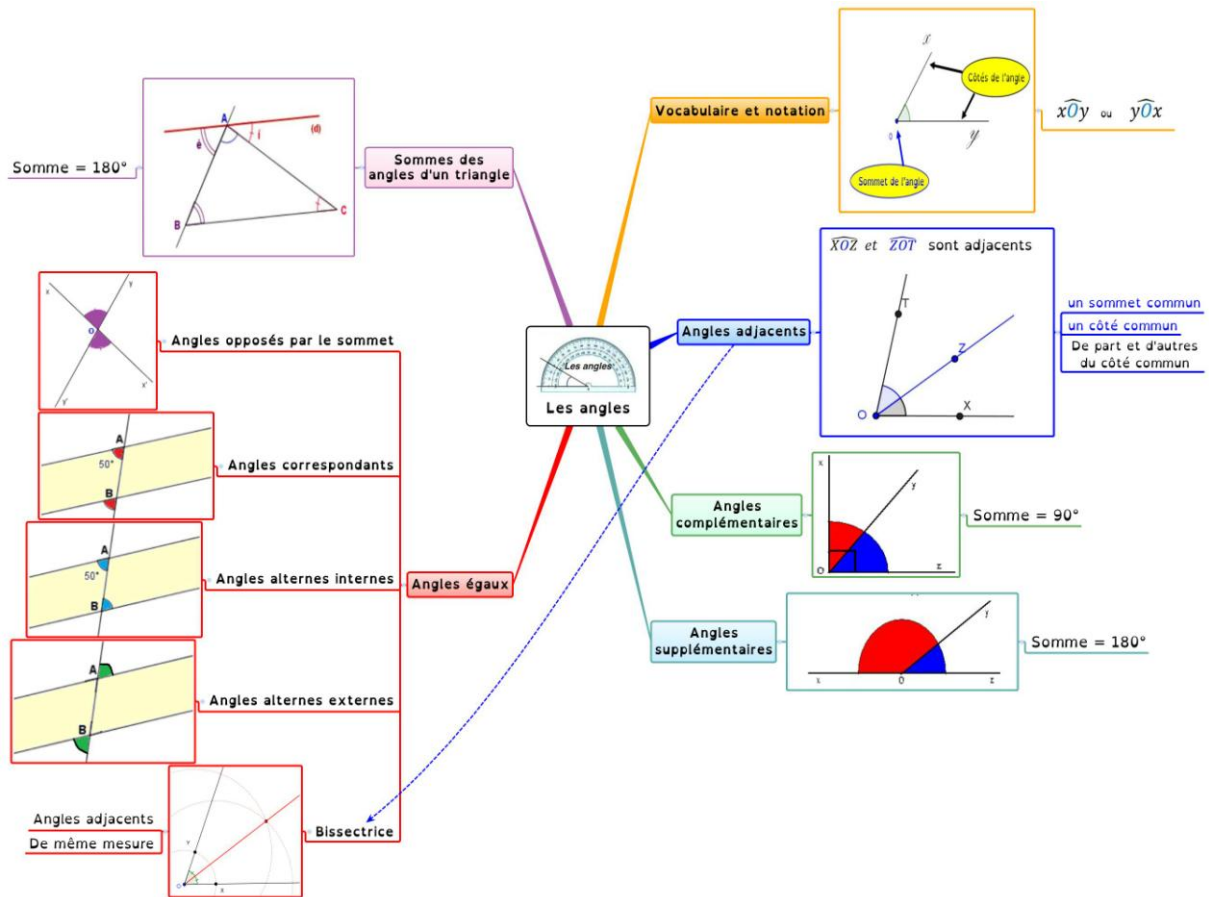 Les angles
Les angles
Vocabulaire et notation
x
y
O
Côtés de l'angle
Sommet de l'angle
xOy ou yOx
Angles adjacents
XOZ et ZOT sont adjacents
T
Z
O
X
un sommet commun
un côté commun
De part et d'autres
du côté commun
Angles
complémentaires
x
y
O
z
Somme = 90°
Angles
supplémentaires
y
x
O
z
Somme = 180°
Sommes des
angles d'un triangle
A
(d)
B
C
Somme = 180°
Angles égaux
Angles opposés par le sommet
x
y
O
x'
y'
Angles correspondants
A
50°
B
Angles alternes internes
A
50°
B
Angles alternes externes
A
B
Bissectrice
Y
O
X
Angles adjacents
De même mesure